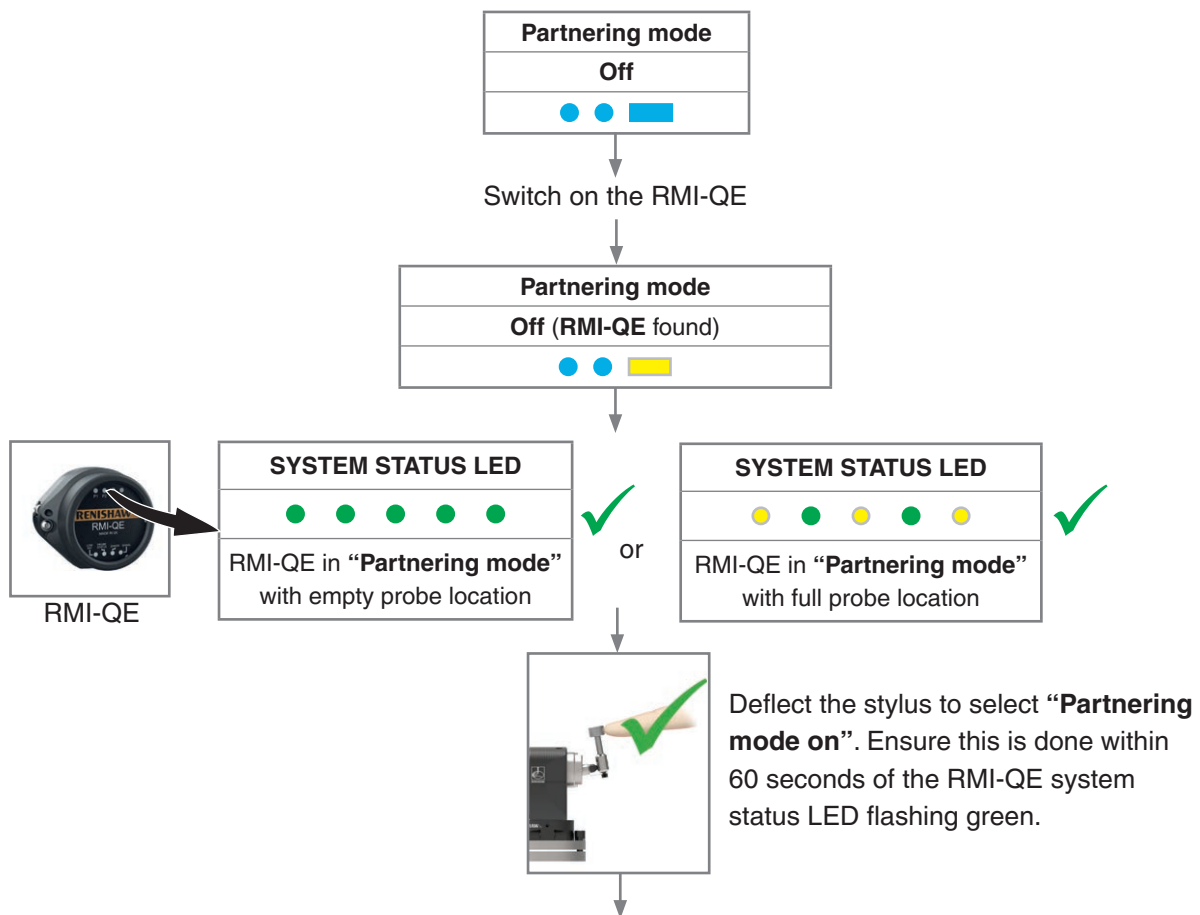 Partnering mode
Off
Switch on the RMI-QE
Partnering mode
Off (RMI-QE found)
RENISHAW
RMI-QE
RMI-QE
SYSTEM STATUS LED
RMI-QE in “Partnering mode”
with empty probe location
or
SYSTEM STATUS LED
RMI-QE in “Partnering mode”
with full probe location
Deflect the stylus to select “Partnering
mode on”. Ensure this is done within
60 seconds of the RMI-QE system
status LED flashing green.